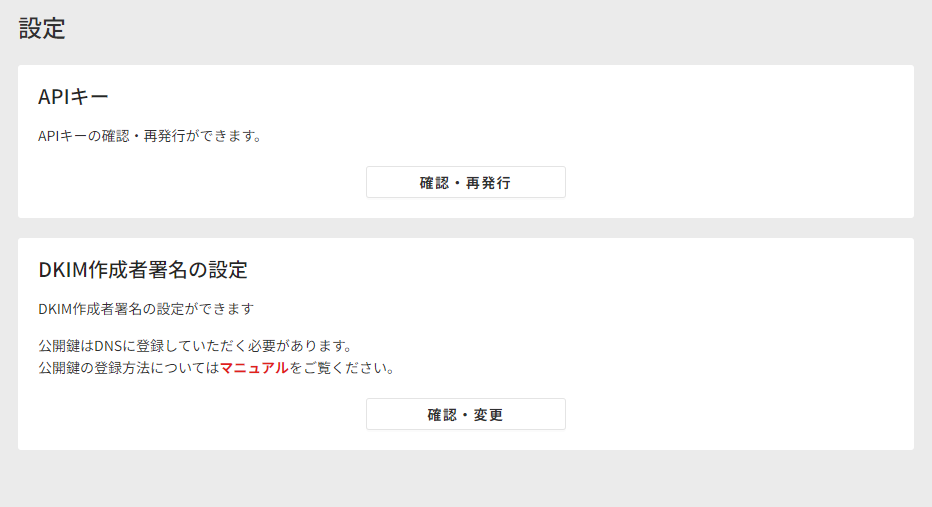 設定
APIキー
APIキーの確認・再発行ができます。
確認・再発行
DKIM作成者署名の設定
DKIM作成者署名の設定ができます
公開鍵はDNSに登録していただく必要があります。
公開鍵の登録方法についてはマニュアルをご覧ください。
確認・変更